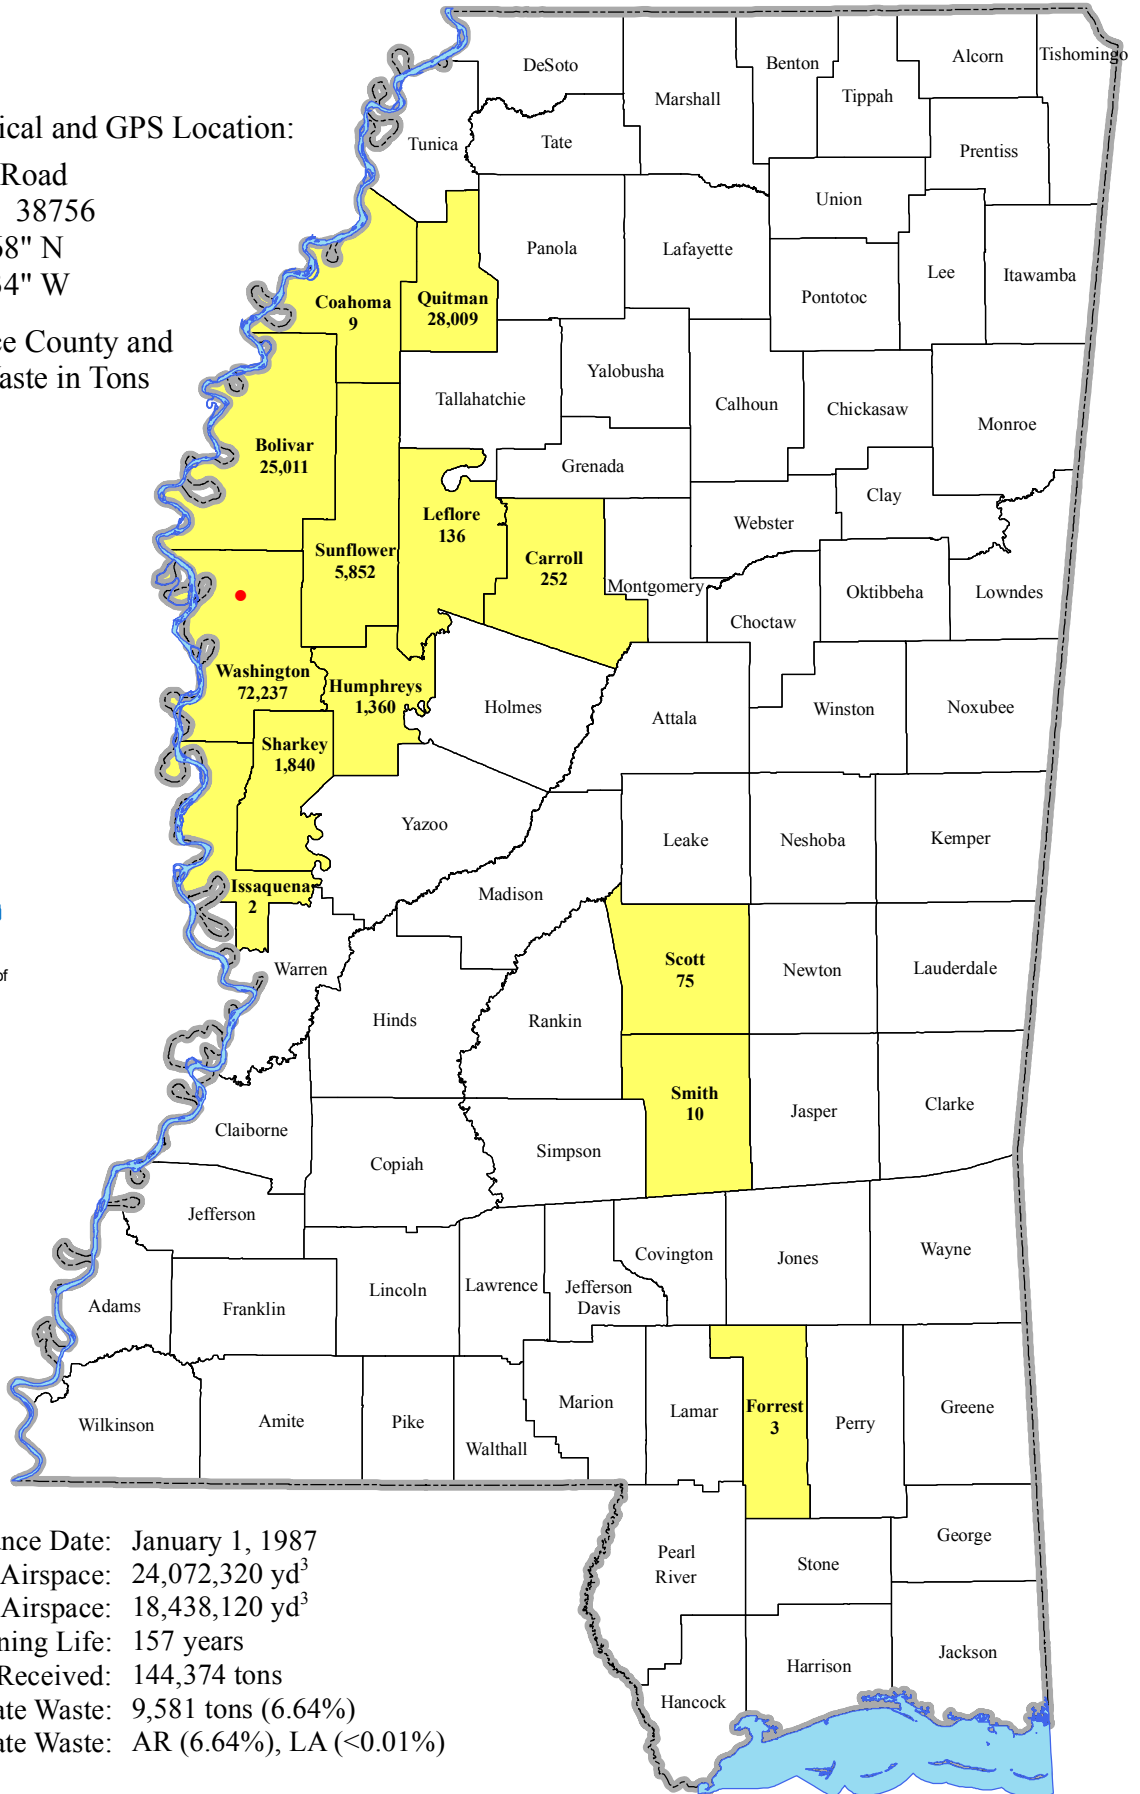 ical and GPS Location:
Road
38756
68" N
34" W
ce County and
Waste in Tons
DeSoto
Marshall
Benton
Tippah
Alcorn
Tishomingo
Tunica
Tate
Prentiss
Union
Panola
Lafayette
Pontotoc
Lee
Itawamba
Coahoma
9
Quitman
28,009
Tallahatchie
Yalobusha
Calhoun
Chickasaw
Monroe
Bolivar
25,011
Grenada
Clay
Sunflower
5,852
Leflore
136
Carroll
252
Webster
Montgomery
Choctaw
Oktibbeha
Lowndes
Washington
72,237
Humphreys
1,360
Holmes
Attala
Winston
Noxubee
Sharkey
1,840
Yazoo
Leake
Neshoba
Kemper
Issaquena
2
Madison
of
Warren
Hinds
Rankin
Scott
75
Newton
Lauderdale
Smith
10
Jasper
Clarke
Claiborne
Copiah
Simpson
Jefferson
Covington
Jones
Wayne
Adams
Franklin
Lincoln
Lawrence
Jefferson
Davis
Wilkinson
Amite
Pike
Walthall
Marion
Lamar
Forrest
3
Perry
Greene
Pearl
River
Stone
George
Hancock
Harrison
Jackson
ance Date: January 1, 1987
Airspace: 24,072,320 yd³
Airspace: 18,438,120 yd³
ning Life: 157 years
Received: 144,374 tons
ate Waste: 9,581 tons (6.64%)
ate Waste: AR (6.64%), LA (<0.01%)